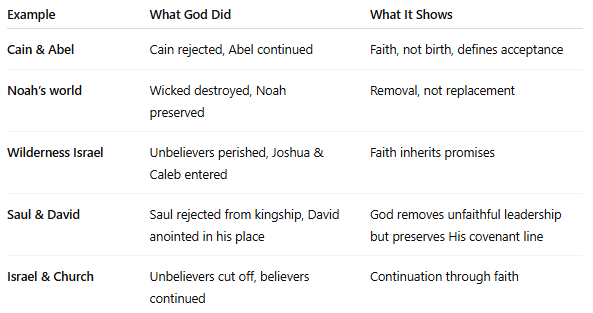 Example What God Did What It Shows
Cain & Abel Cain rejected, Abel continued Faith, not birth, defines acceptance
Noah’s world Wicked destroyed, Noah Removal, not replacement
preserved
Wilderness Israel Unbelievers perished, Joshua & Faith inherits promises
Caleb entered
Saul & David Saul rejected from kingship, David God removes unfaithful leadership
anointed in his place but preserves His covenant line
Israel & Church Unbelievers cut off, believers Continuation through faith
continued